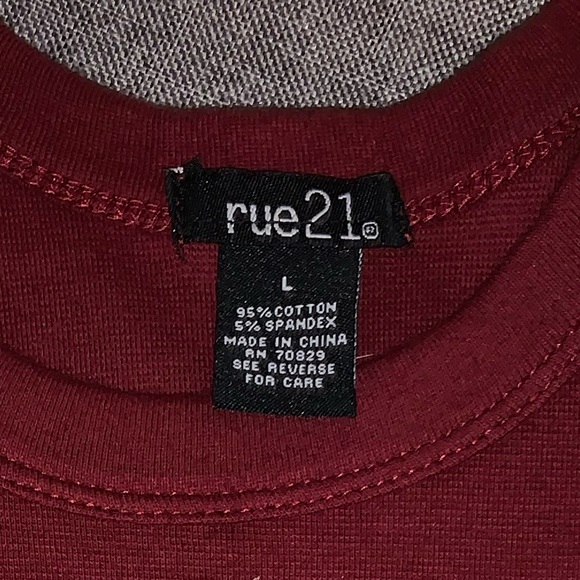 rue21®
L
95% COTTON
5% SPANDEX
MADE IN CHINA
RN 70829
SEE REVERSE
FOR CARE